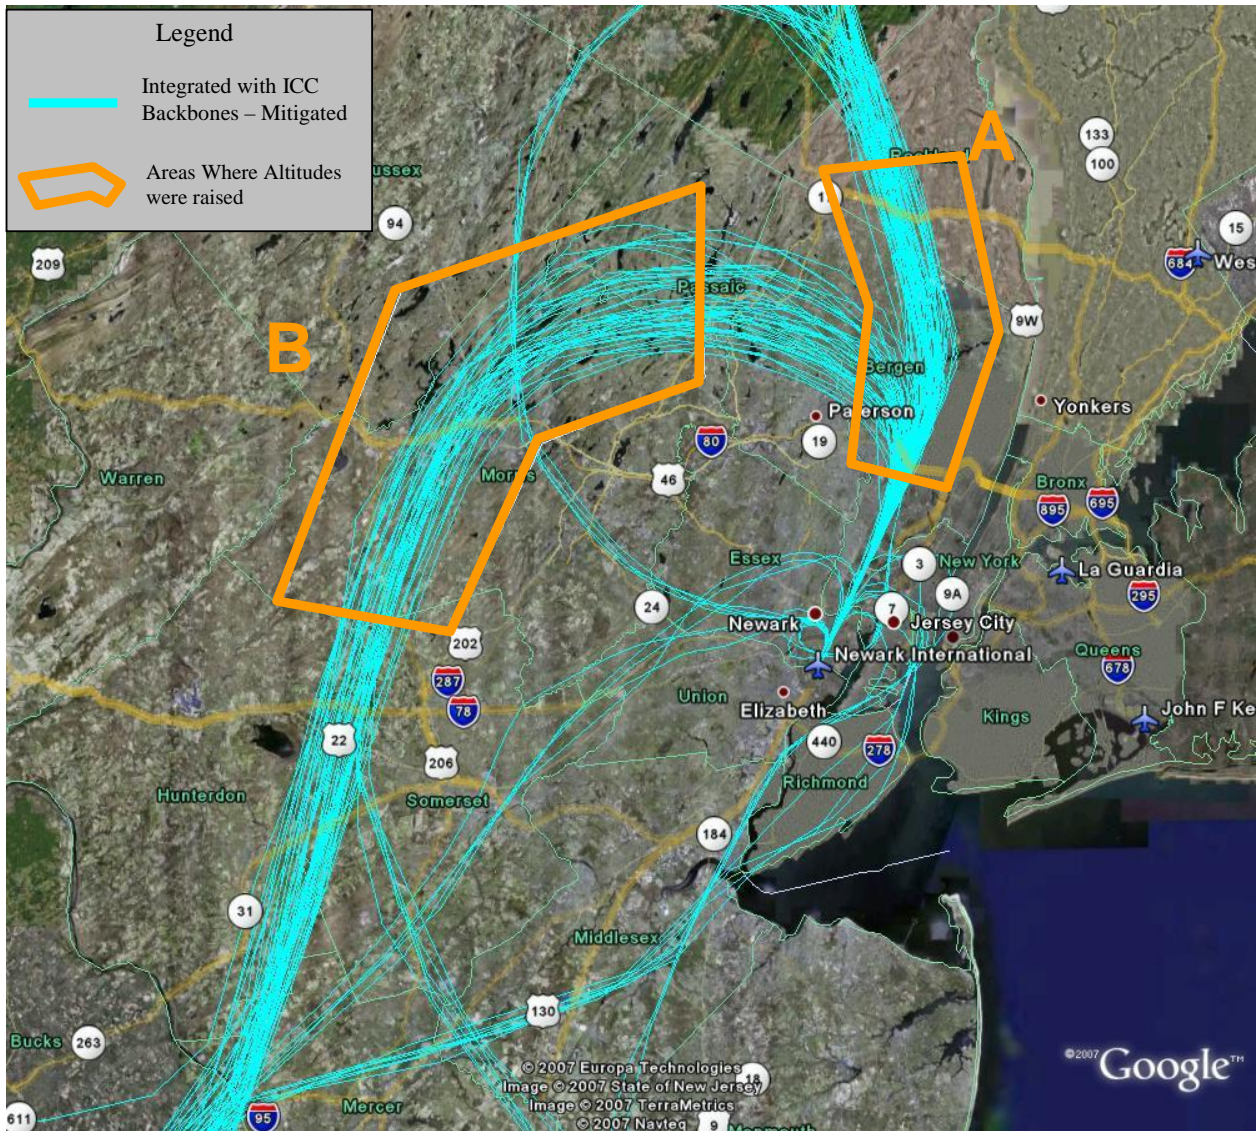 Legend
Integrated with ICC
Backbones – Mitigated
Areas Where Altitudes
were raised
A
B
ussex
94
209
133
100
15
684
Wes
9W
Passaic
Bergen
Paterson
19
80
46
Yonkers
Warren
Morris
Bronx
895
695
Essex
New York
3
La Guardia
295
24
7
9A
Newark
Jersey City
Newark International
Queens
678
202
287
78
Union
Elizabeth
Kings
John F Ke
22
440
278
206
Richmond
Hunterdon
Somerset
184
31
Middlesex
130
Bucks
263
© 2007 Europa Technologies
Image © 2007 State of New Jersey
Image © 2007 TerraMetrics
© 2007 Navteq
©2007 Google™
18
611
95
Mercer
9
Monmouth